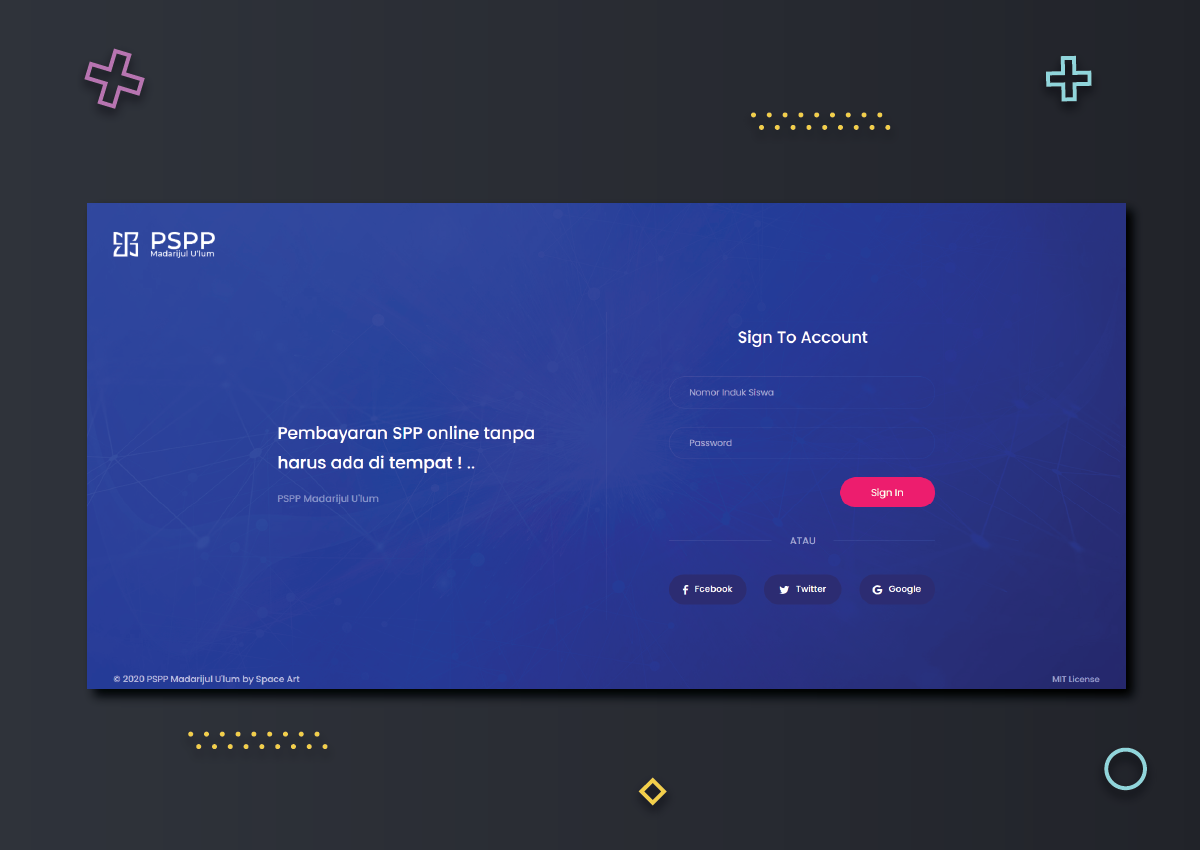 PSPP
Madarijul U'lum
Pembayaran SPP online tanpa
harus ada di tempat ! ..
PSPP Madarijul U'lum
Sign To Account
Nomor Induk Siswa
Password
Sign In
ATAU
Fcebook
Twitter
Google
© 2020 PSPP Madarijul U'lum by Space Art
MIT License